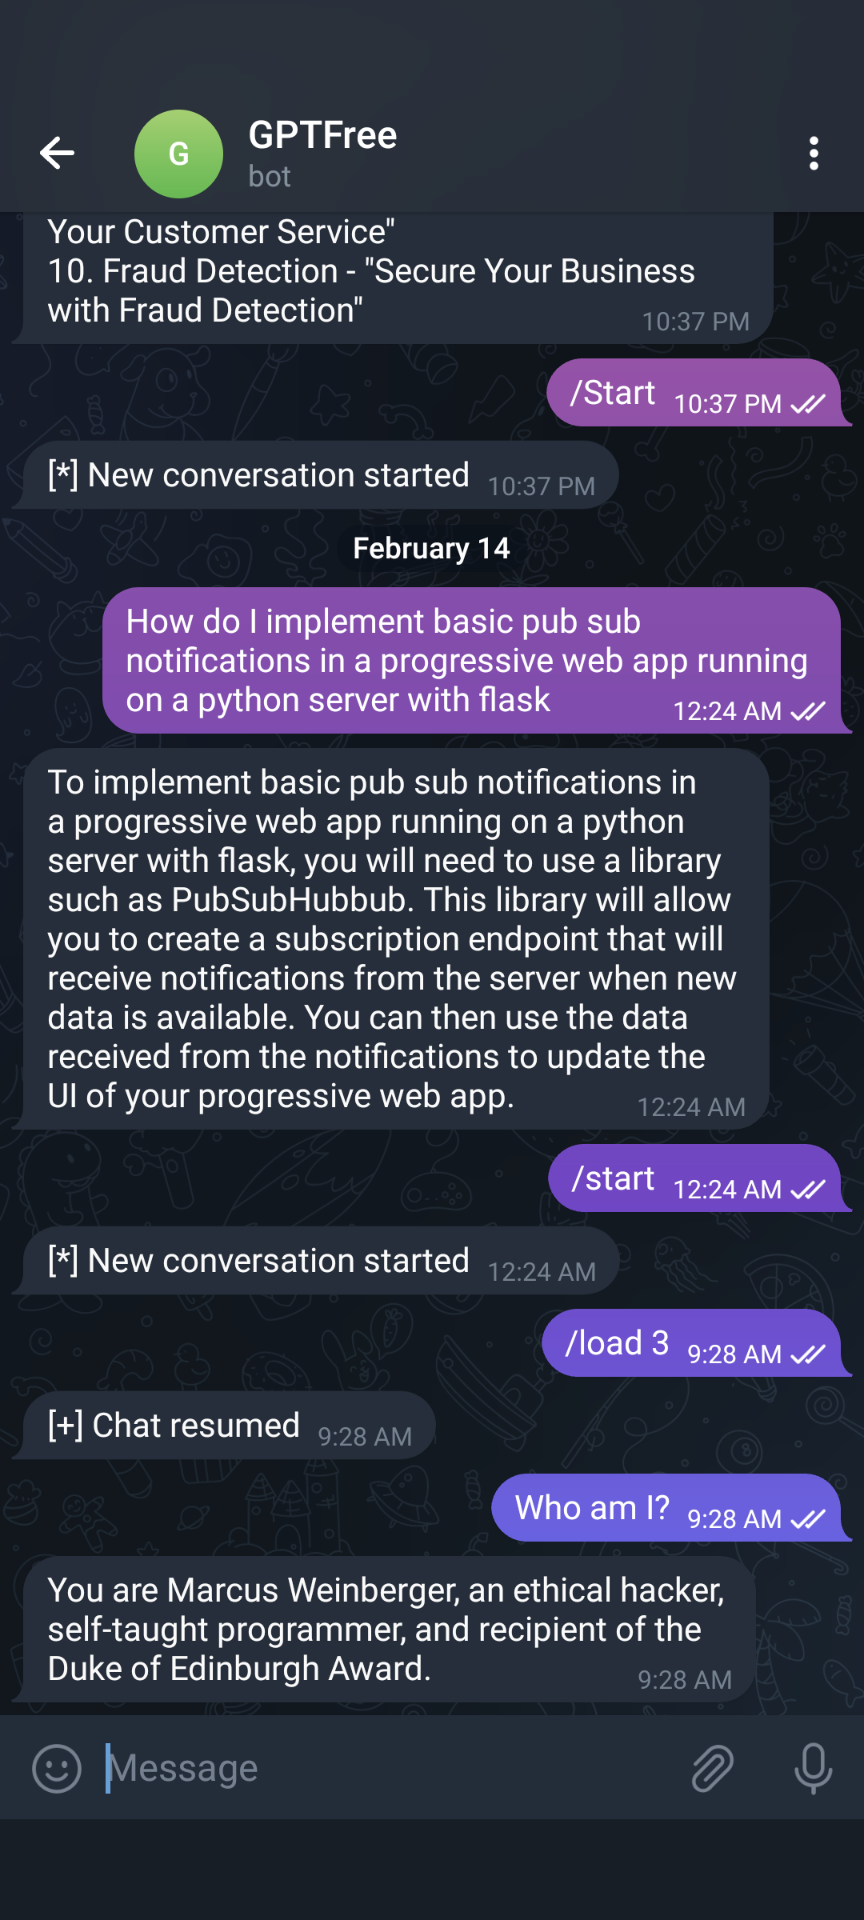 GPTFree
G
bot
Your Customer Service"
10. Fraud Detection - "Secure Your Business
with Fraud Detection"
10:37 PM
/Start 10:37 PM
[*] New conversation started 10:37 PM
February 14
How do I implement basic pub sub
notifications in a progressive web app running
on a python server with flask
12:24 AM
To implement basic pub sub notifications in
a progressive web app running on a python
server with flask, you will need to use a library
such as PubSubHubbub. This library will allow
you to create a subscription endpoint that will
receive notifications from the server when new
data is available. You can then use the data
received from the notifications to update the
UI of your progressive web app.
12:24 AM
/start 12:24 AM
[*] New conversation started 12:24 AM
/load 3 9:28 AM
[+] Chat resumed 9:28 AM
Who am I? 9:28 AM
You are Marcus Weinberger, an ethical hacker,
self-taught programmer, and recipient of the
Duke of Edinburgh Award.
9:28 AM
Message